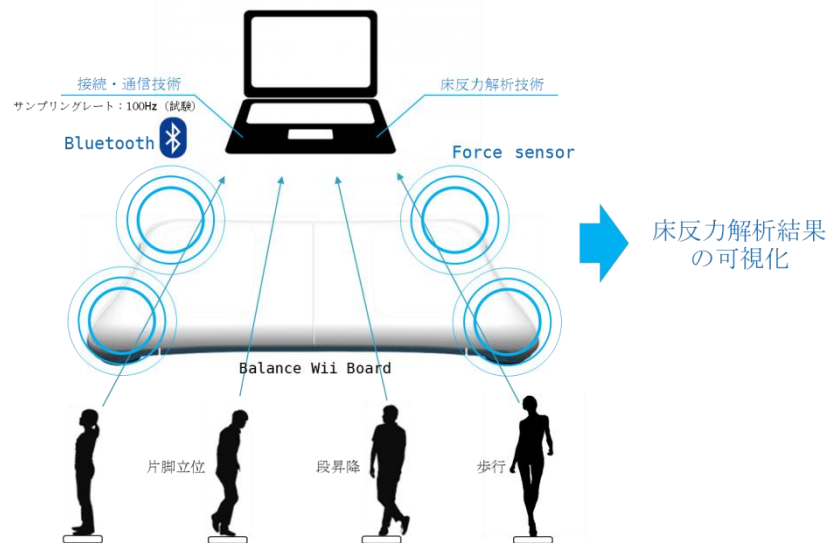 接続・通信技術
床反力解析技術
サンプリングレート：100Hz（試験）
Bluetooth
Force sensor
床反力解析結果
の可視化
Balance Wii Board
片脚立位
段昇降
歩行